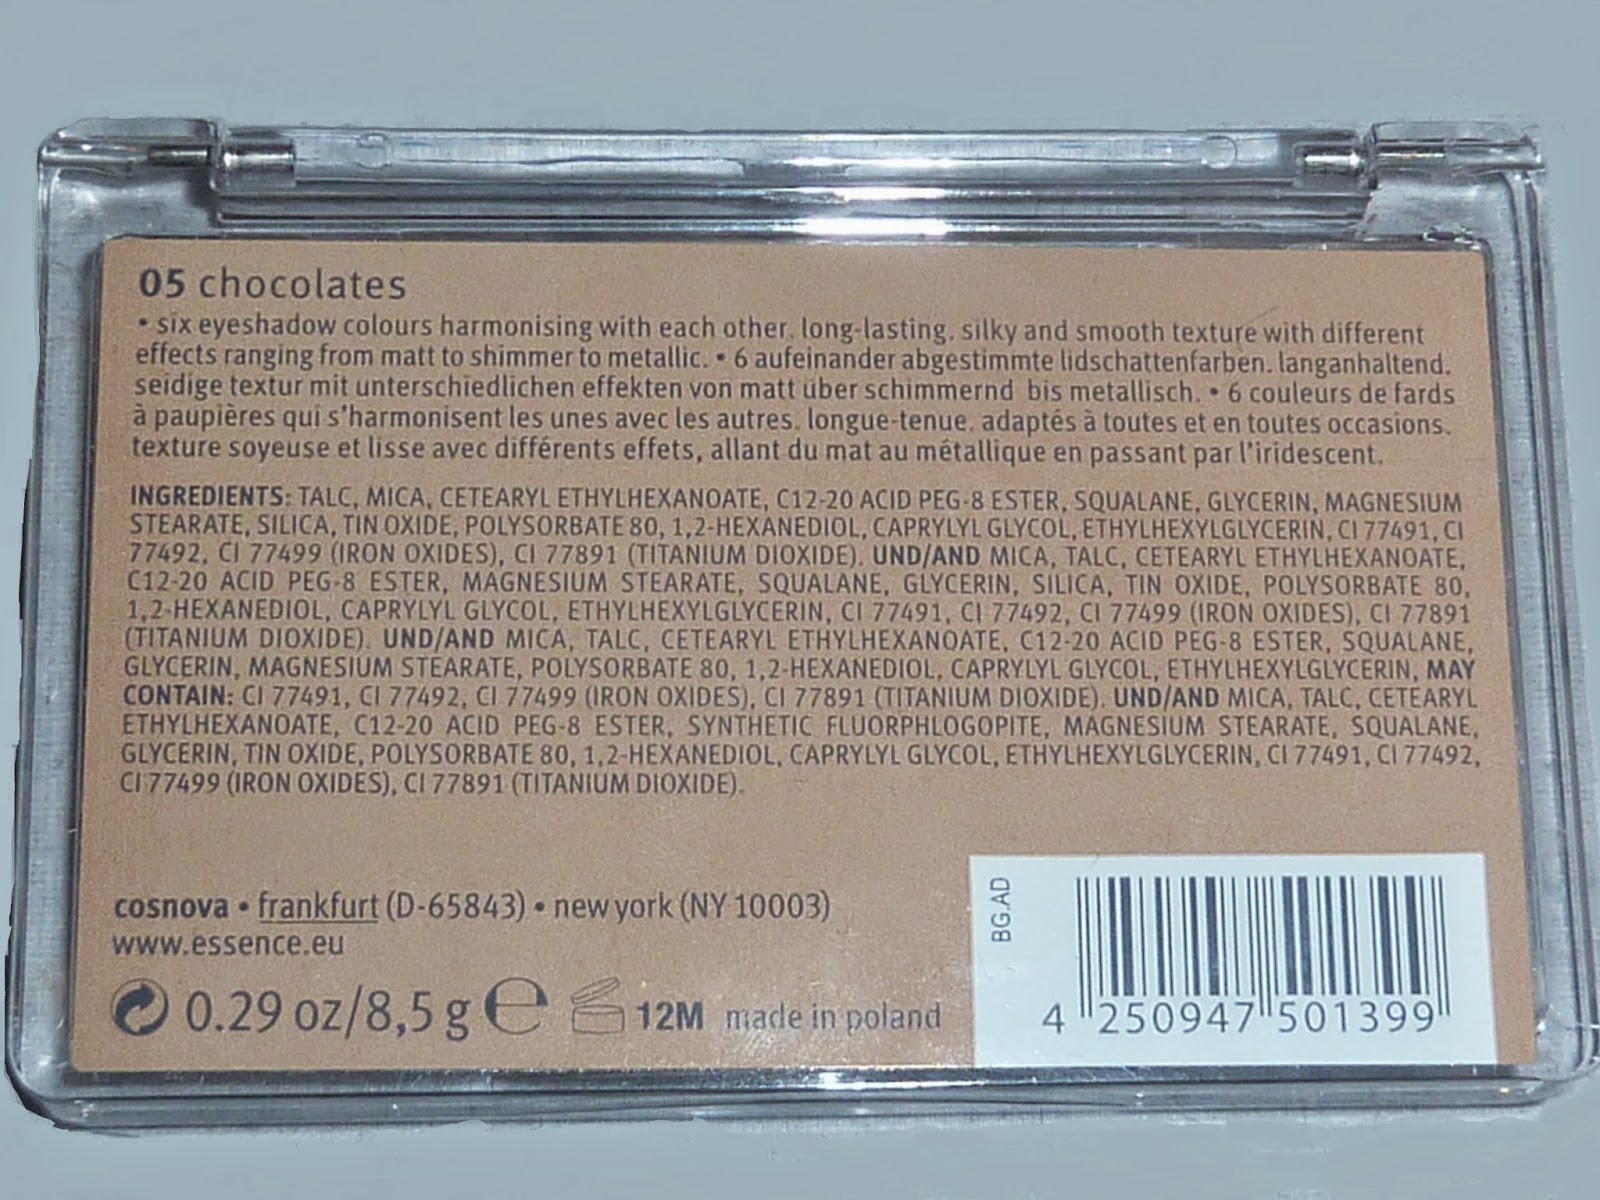 05 chocolates
• six eyeshadow colours harmonising with each other. long-lasting. silky and smooth texture with different
effects ranging from matt to shimmer to metallic. • 6 aufeinander abgestimmte lidschattenfarben. langanhaltend.
seidige textur mit unterschiedlichen effekten von matt über schimmernd bis metallisch. • 6 couleurs de fards
à paupières qui s'harmonisent les unes avec les autres. longue-tenue. adaptés à toutes et en toutes occasions.
texture soyeuse et lisse avec différents effets, allant du mat au métallique en passant par l'iridescent.
INGREDIENTS: TALC, MICA, CETEARYL ETHYLHEXANOATE, C12-20 ACID PEG-8 ESTER, SQUALANE, GLYCERIN, MAGNESIUM
STEARATE, SILICA, TIN OXIDE, POLYSORBATE 80, 1,2-HEXANEDIOL, CAPRYLYL GLYCOL, ETHYLHEXYLGLYCERIN, CI 77491, CI
77492, CI 77499 (IRON OXIDES), CI 77891 (TITANIUM DIOXIDE). UND/AND MICA, TALC, CETEARYL ETHYLHEXANOATE,
C12-20 ACID PEG-8 ESTER, MAGNESIUM STEARATE, SQUALANE, GLYCERIN, SILICA, TIN OXIDE, POLYSORBATE 80,
1,2-HEXANEDIOL, CAPRYLYL GLYCOL, ETHYLHEXYLGLYCERIN, CI 77491, CI 77492, CI 77499 (IRON OXIDES), CI 77891
(TITANIUM DIOXIDE). UND/AND MICA, TALC, CETEARYL ETHYLHEXANOATE, C12-20 ACID PEG-8 ESTER, SQUALANE,
GLYCERIN, MAGNESIUM STEARATE, POLYSORBATE 80, 1,2-HEXANEDIOL, CAPRYLYL GLYCOL, ETHYLHEXYLGLYCERIN, MAY
CONTAIN: CI 77491, CI 77492, CI 77499 (IRON OXIDES), CI 77891 (TITANIUM DIOXIDE). UND/AND MICA, TALC, CETEARYL
ETHYLHEXANOATE, C12-20 ACID PEG-8 ESTER, SYNTHETIC FLUORPHLOGOPITE, MAGNESIUM STEARATE, SQUALANE,
GLYCERIN, TIN OXIDE, POLYSORBATE 80, 1,2-HEXANEDIOL, CAPRYLYL GLYCOL, ETHYLHEXYLGLYCERIN, CI 77491, CI 77492,
CI 77499 (IRON OXIDES), CI 77891 (TITANIUM DIOXIDE).
cosnova • frankfurt (D-65843) • new york (NY 10003)
www.essence.eu
0.29 oz/8,5 g ℮ 12M made in poland
BG.AD
4 250947 501399